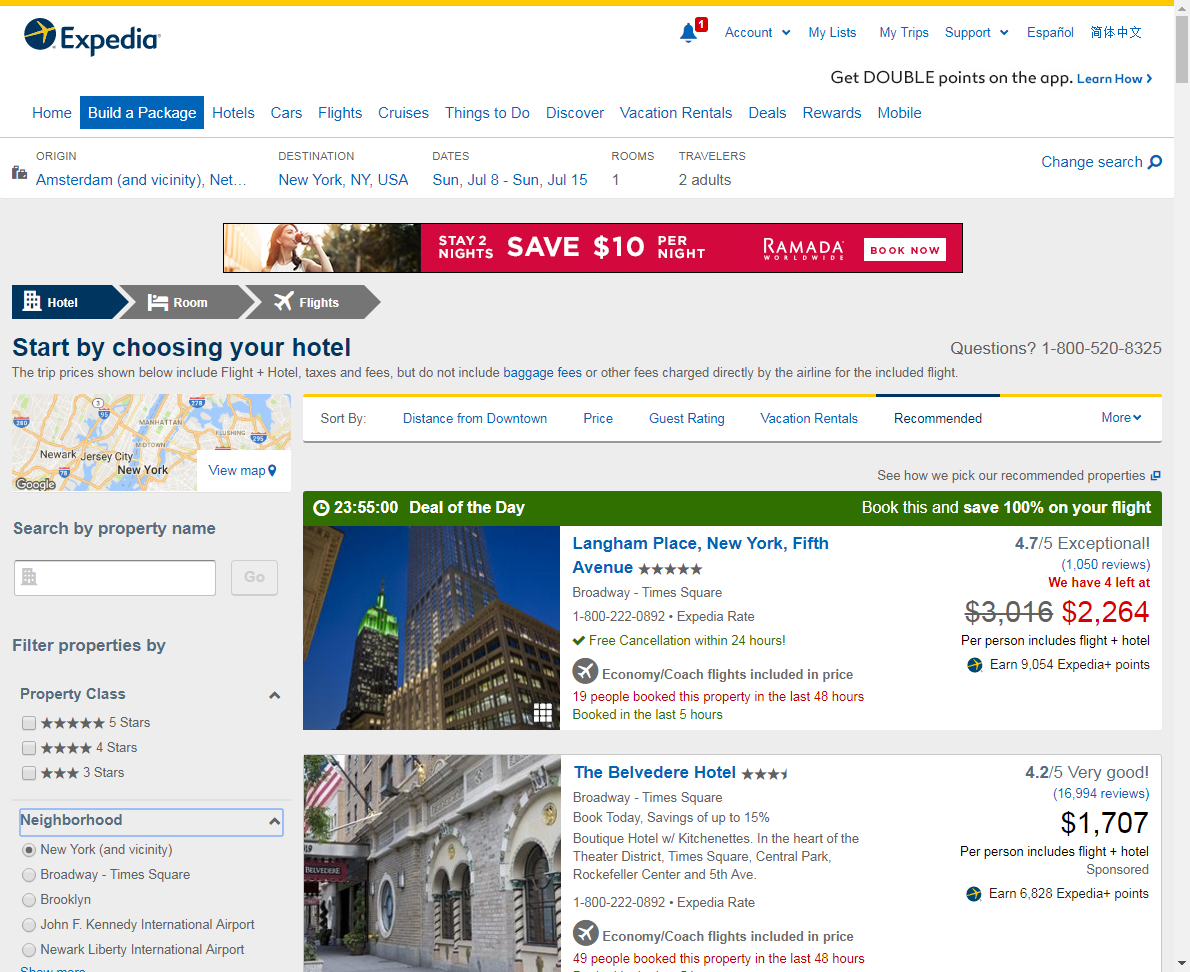 Expedia
1
Account
My Lists
My Trips
Support
Español
简体中文
Get DOUBLE points on the app. Learn How
Home
Build a Package
Hotels
Cars
Flights
Cruises
Things to Do
Discover
Vacation Rentals
Deals
Rewards
Mobile
ORIGIN
Amsterdam (and vicinity), Net...
DESTINATION
New York, NY, USA
DATES
Sun, Jul 8 - Sun, Jul 15
ROOMS
1
TRAVELERS
2 adults
Change search
STAY 2
NIGHTS
SAVE $10
PER
NIGHT
RAMADA
WORLDWIDE
BOOK NOW
Hotel
Room
Flights
Start by choosing your hotel
Questions? 1-800-520-8325
The trip prices shown below include Flight + Hotel, taxes and fees, but do not include baggage fees or other fees charged directly by the airline for the included flight.
3
278
95
280
MANHATTAN
FLUSHING
295
MIDTOWN
Newark
Jersey City
78
New York
Google
View map
Search by property name
Go
Filter properties by
Property Class
5 Stars
4 Stars
3 Stars
Neighborhood
New York (and vicinity)
Broadway - Times Square
Brooklyn
John F. Kennedy International Airport
Newark Liberty International Airport
Show more
Sort By:
Distance from Downtown
Price
Guest Rating
Vacation Rentals
Recommended
More
See how we pick our recommended properties
23:55:00 Deal of the Day
Book this and save 100% on your flight
Langham Place, New York, Fifth
Avenue
Broadway - Times Square
1-800-222-0892 • Expedia Rate
Free Cancellation within 24 hours!
Economy/Coach flights included in price
19 people booked this property in the last 48 hours
Booked in the last 5 hours
4.7/5 Exceptional!
(1,050 reviews)
We have 4 left at
$3,016 $2,264
Per person includes flight + hotel
Earn 9,054 Expedia+ points
BELVEDERE
The Belvedere Hotel
Broadway - Times Square
Book Today, Savings of up to 15%
Boutique Hotel w/ Kitchenettes. In the heart of the
Theater District, Times Square, Central Park,
Rockefeller Center and 5th Ave.
1-800-222-0892 • Expedia Rate
Economy/Coach flights included in price
49 people booked this property in the last 48 hours
4.2/5 Very good!
(16,994 reviews)
$1,707
Per person includes flight + hotel
Sponsored
Earn 6,828 Expedia+ points